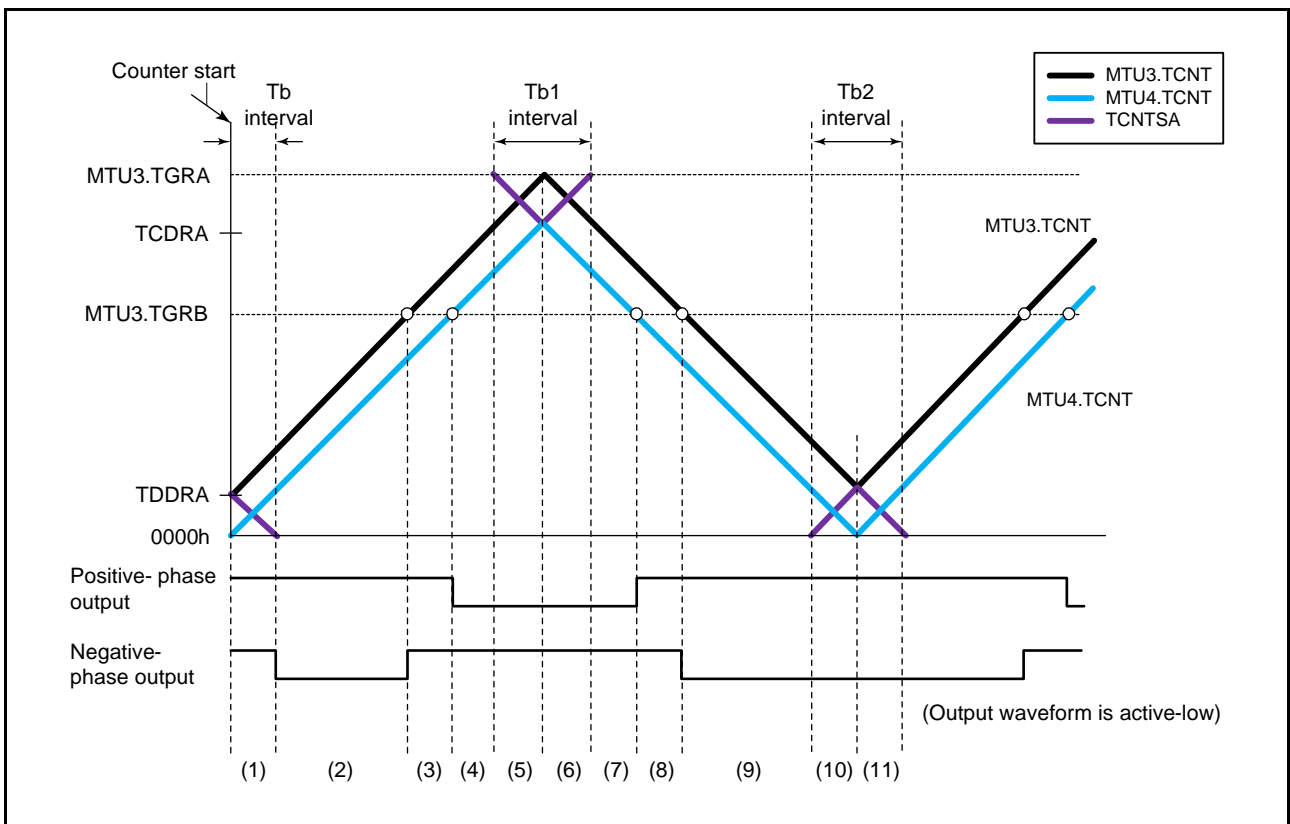 Counter start
Tb
interval
Tb1
interval
Tb2
interval
MTU3.TCNT
MTU4.TCNT
TCNTSA
MTU3.TGRA
TCDRA
MTU3.TCNT
MTU3.TGRB
MTU4.TCNT
TDDRA
0000h
Positive- phase
output
Negative-
phase output
(Output waveform is active-low)
(1) (2) (3) (4) (5) (6) (7) (8) (9) (10) (11)